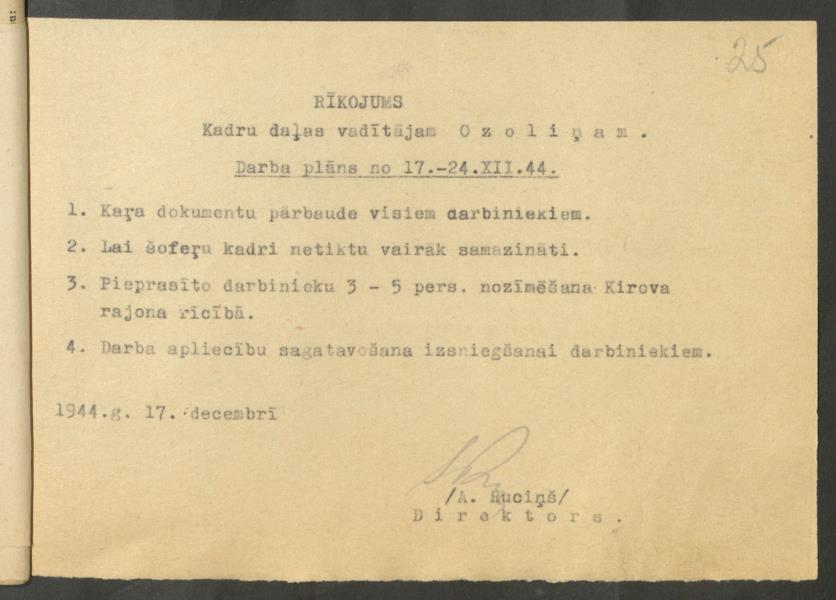 25
RĪKOJUMS
Kadru daļas vadītājam O z o l i ņ a m .
Darba plāns no 17.-24.XII.44.
1. Kaŗa dokumentu pārbaude visiem darbiniekiem.
2. Lai šofeŗu kadri netiktu vairāk samazināti.
3. Pieprasīto darbinieku 3 - 5 pers. nozīmēšana Kirova
rajona rīcībā.
4. Darba apliecību sagatavošana izsniegšanai darbiniekiem.
1944.g. 17. decembrī
/A. Ruciņš/
D i r e k t o r s .